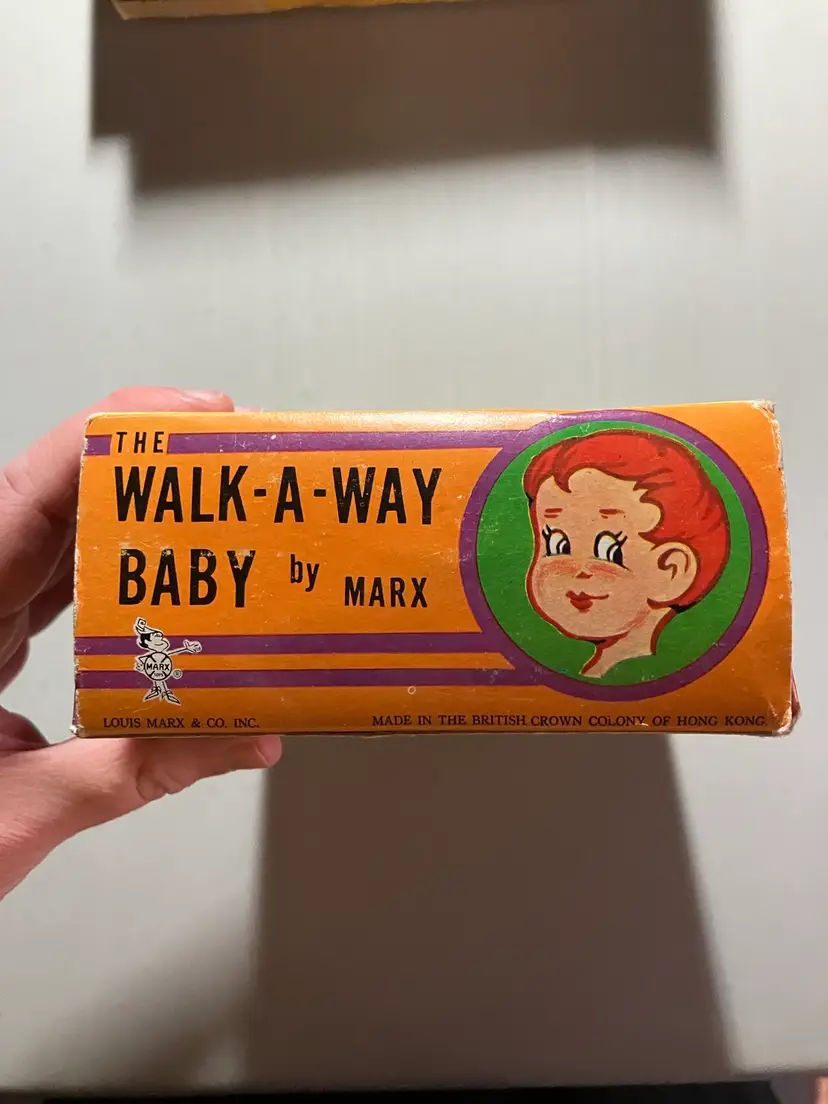 THE
WALK-A-WAY
BABY by MARX
MARX
TOYS
®
LOUIS MARX & CO. INC.
MADE IN THE BRITISH CROWN COLONY OF HONG KONG